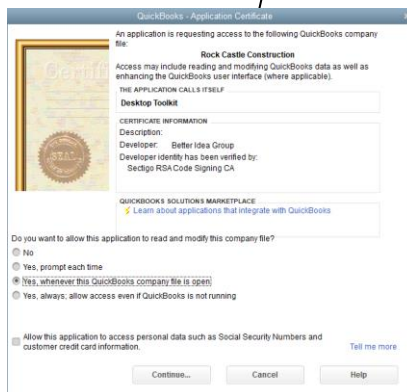 QuickBooks - Application Certificate
An application is requesting access to the following QuickBooks company
file:
Rock Castle Construction
Access may include reading and modifying QuickBooks data as well as
enhancing the QuickBooks user interface (where applicable).
THE APPLICATION CALLS ITSELF
Desktop Toolkit
CERTIFICATE INFORMATION
Description:
Developer: Better Idea Group
Developer identity has been verified by:
Sectigo RSA Code Signing CA
QUICKBOOKS SOLUTIONS MARKETPLACE
Learn about applications that integrate with QuickBooks
SEAL
Do you want to allow this application to read and modify this company file?
No
Yes, prompt each time
Yes, whenever this QuickBooks company file is open
Yes, always; allow access even if QuickBooks is not running
Allow this application to access personal data such as Social Security Numbers and
customer credit card information.
Tell me more
Continue...
Cancel
Help